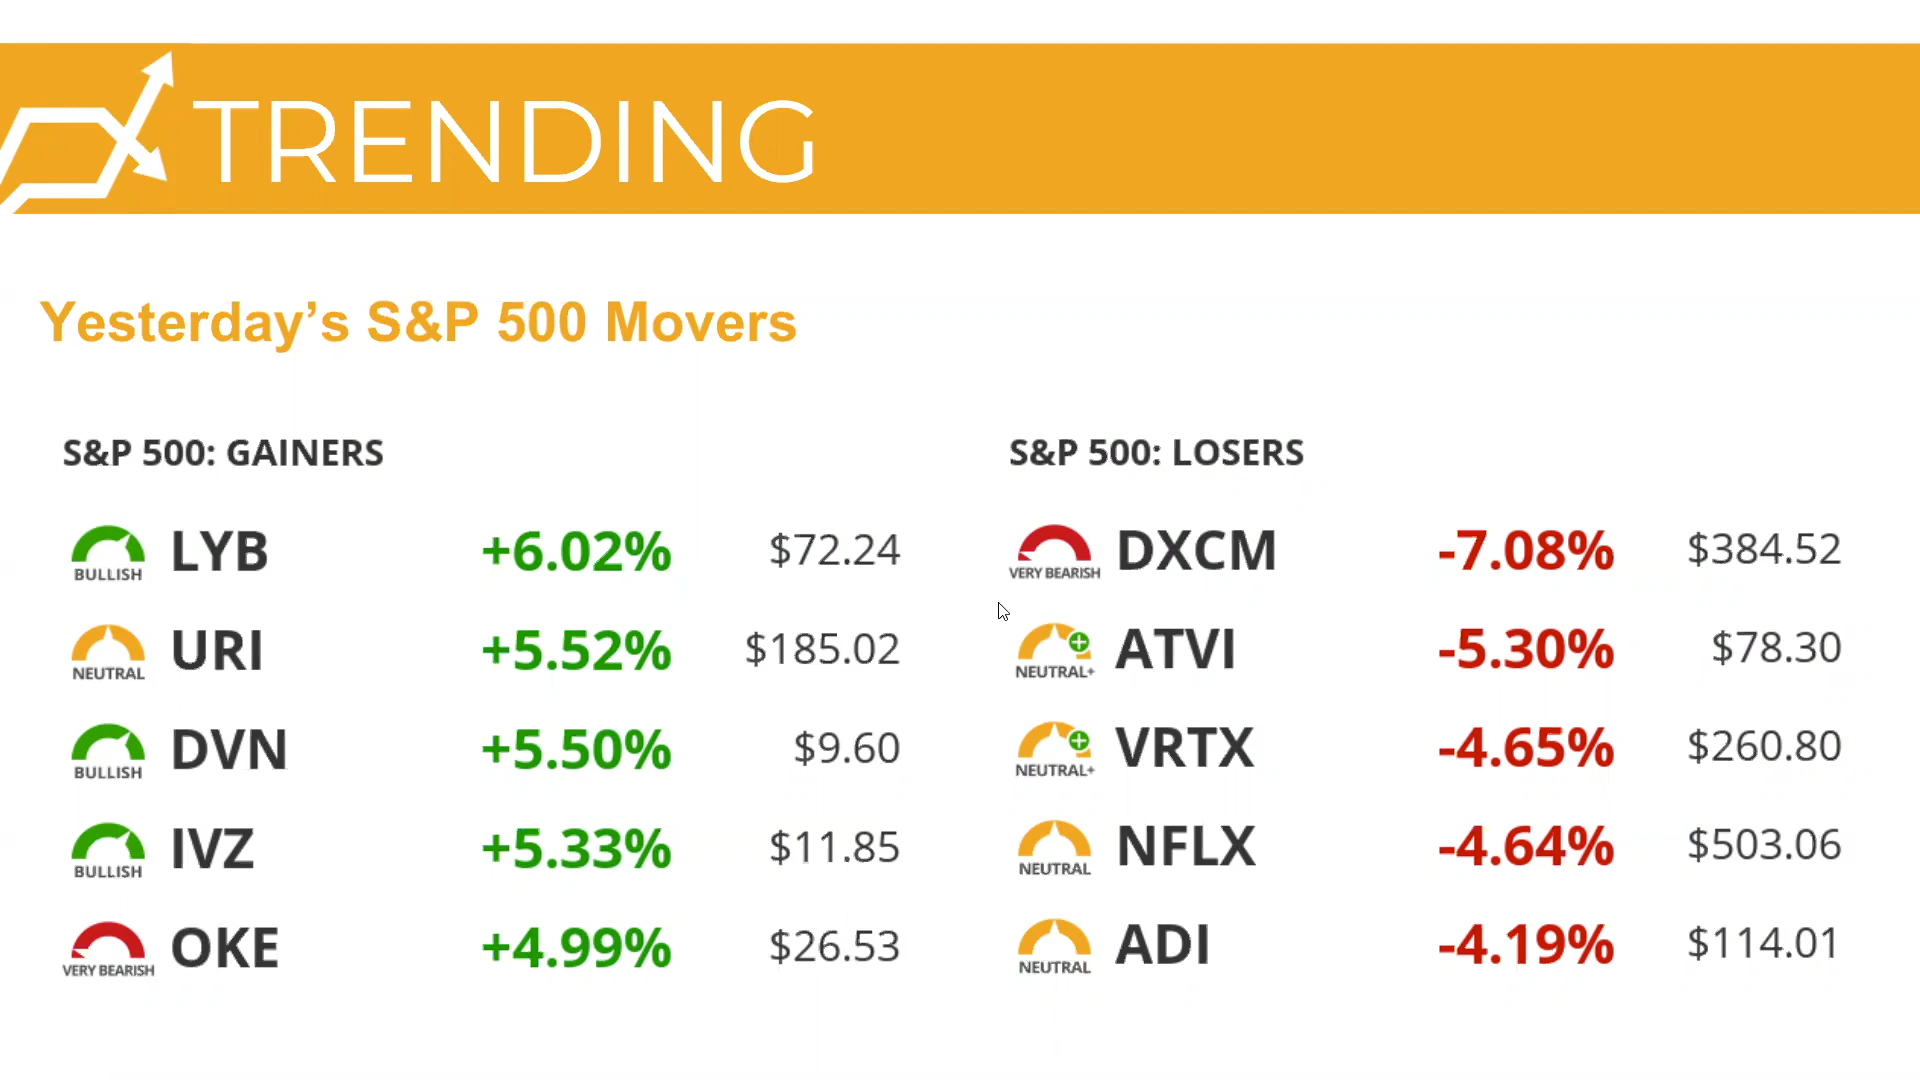 TRENDING
Yesterday’s S&P 500 Movers
S&P 500: GAINERS
BULLISH LYB +6.02% $72.24
NEUTRAL URI +5.52% $185.02
BULLISH DVN +5.50% $9.60
BULLISH IVZ +5.33% $11.85
VERY BEARISH OKE +4.99% $26.53
S&P 500: LOSERS
VERY BEARISH DXCM -7.08% $384.52
NEUTRAL+ ATVI -5.30% $78.30
NEUTRAL+ VRTX -4.65% $260.80
NEUTRAL NFLX -4.64% $503.06
NEUTRAL ADI -4.19% $114.01